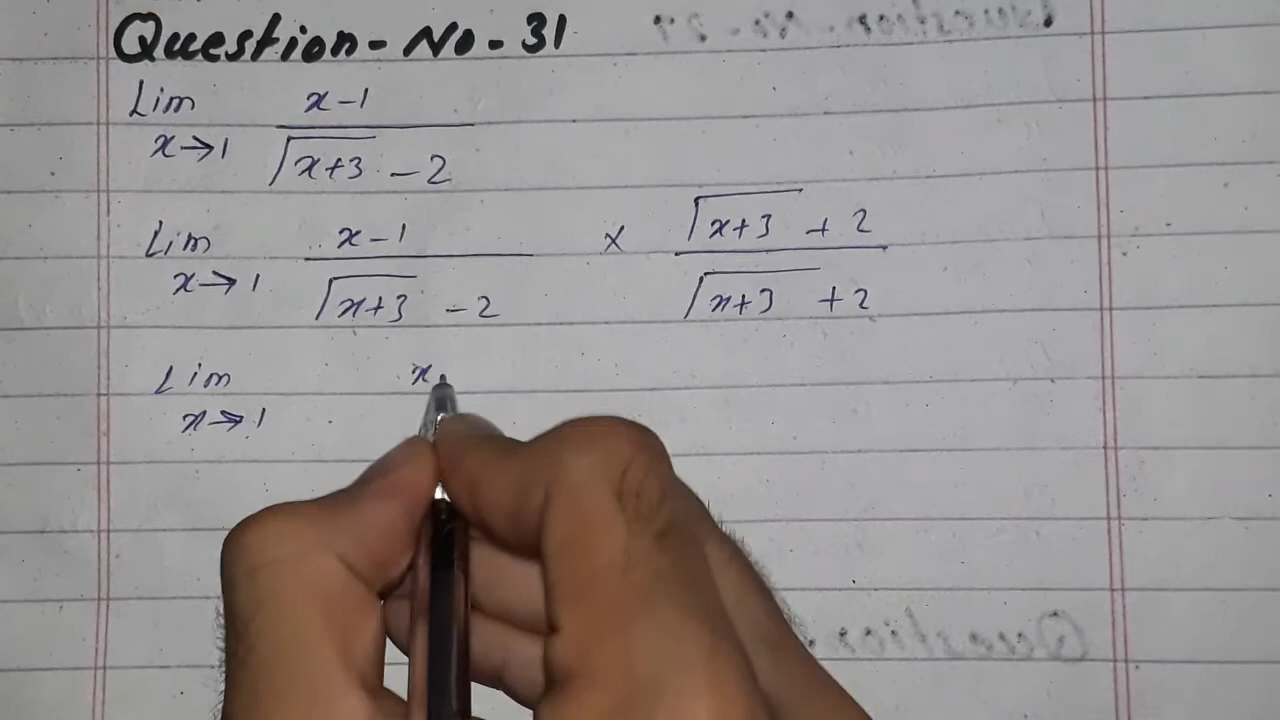 Question-No-31
Lim x-1
x→1 √x+3 -2
Lim x-1 × √x+3 + 2
x→1 √x+3 -2 √x+3 +2
Lim x
x→1